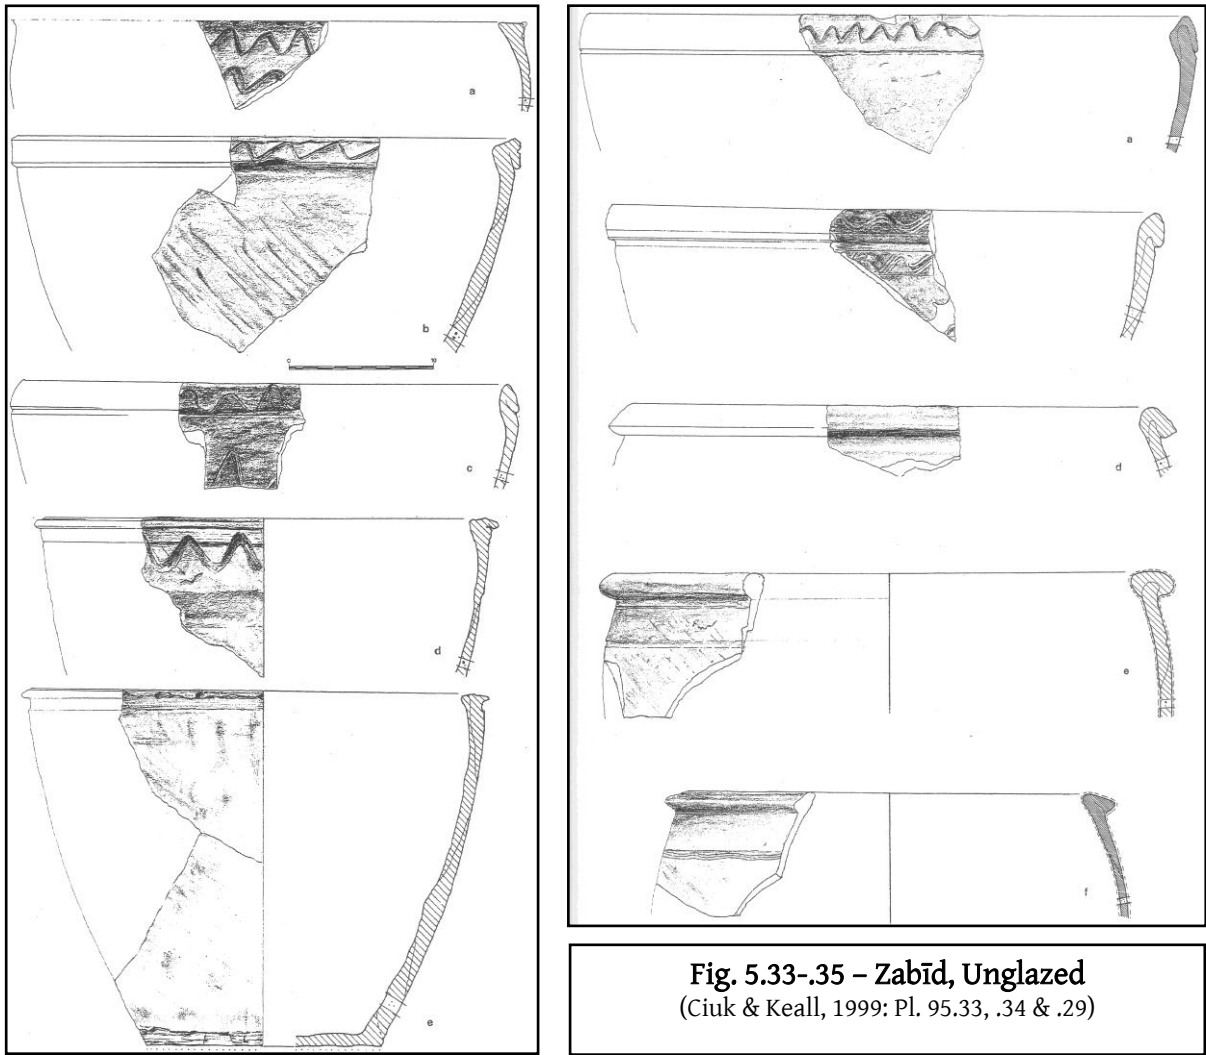 a
b
0 10
c
d
e
a
d
e
f
Fig. 5.33-.35 – Zabīd, Unglazed
(Ciuk & Keall, 1999: Pl. 95.33, .34 & .29)